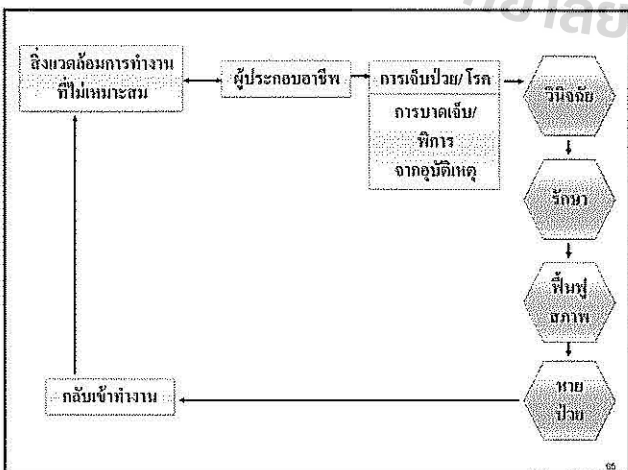 สิ่งแวดล้อมการทำงาน
ที่ไม่เหมาะสม
ผู้ประกอบอาชีพ
การเจ็บป่วย/โรค
การบาดเจ็บ/
พิการ
จากอุบัติเหตุ
วินิจฉัย
รักษา
ฟื้นฟู
สภาพ
หาย
ป่วย
กลับเข้าทำงาน
65